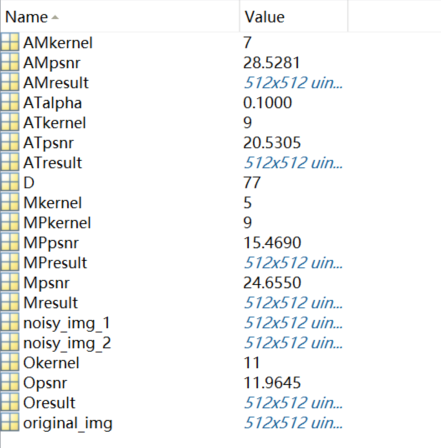 Name Value
AMkernel 7
AMpsnr 28.5281
AMresult 512x512 uin...
ATalpha 0.1000
ATkernel 9
ATpsnr 20.5305
ATresult 512x512 uin...
D 77
Mkernel 5
MPkernel 9
MPpsnr 15.4690
MPresult 512x512 uin...
Mpsnr 24.6550
Mresult 512x512 uin...
noisy_img_1 512x512 uin...
noisy_img_2 512x512 uin...
Okernel 11
Opsnr 11.9645
Oresult 512x512 uin...
original_img 512x512 uin...